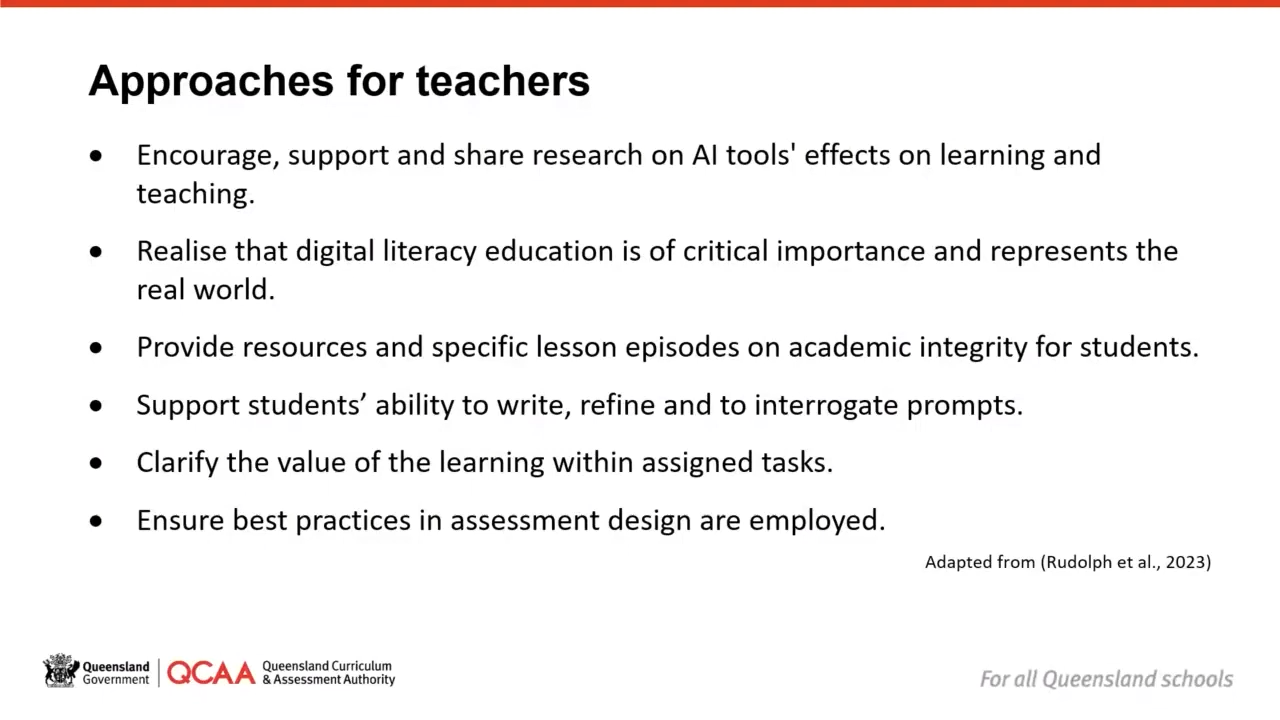 Approaches for teachers
• Encourage, support and share research on AI tools' effects on learning and
teaching.
• Realise that digital literacy education is of critical importance and represents the
real world.
• Provide resources and specific lesson episodes on academic integrity for students.
• Support students’ ability to write, refine and to interrogate prompts.
• Clarify the value of the learning within assigned tasks.
• Ensure best practices in assessment design are employed.
Adapted from (Rudolph et al., 2023)
Queensland
Government
QCAA
Queensland Curriculum
& Assessment Authority
For all Queensland schools